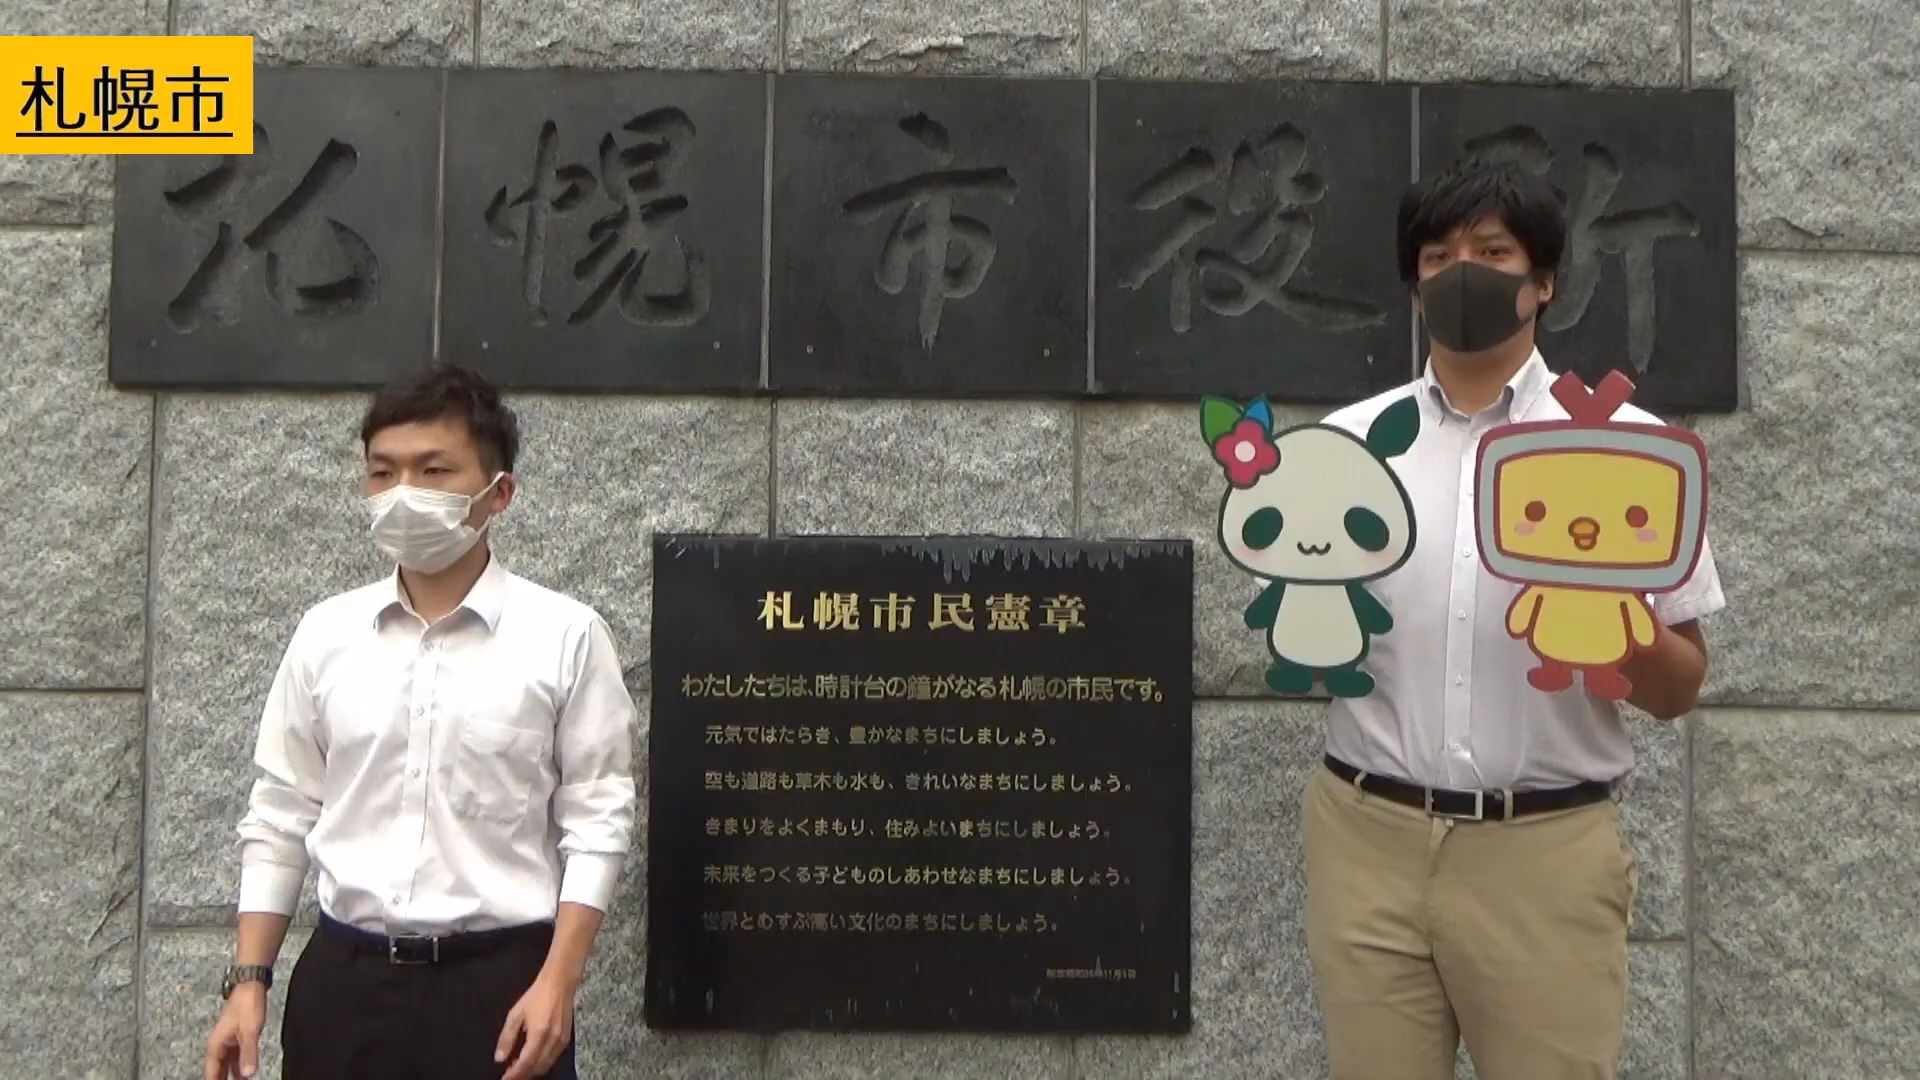 札幌市
札幌市役所
札幌市民憲章
わたしたちは、時計台の鐘がなる札幌の市民です。
元気ではたらき、豊かなまちにしましょう。
空も道路も草木も水も、きれいなまちにしましょう。
きまりをよくまもり、住みよいまちにしましょう。
未来をつくる子どものしあわせなまちにしましょう。
世界とむすぶ高い文化のまちにしましょう。